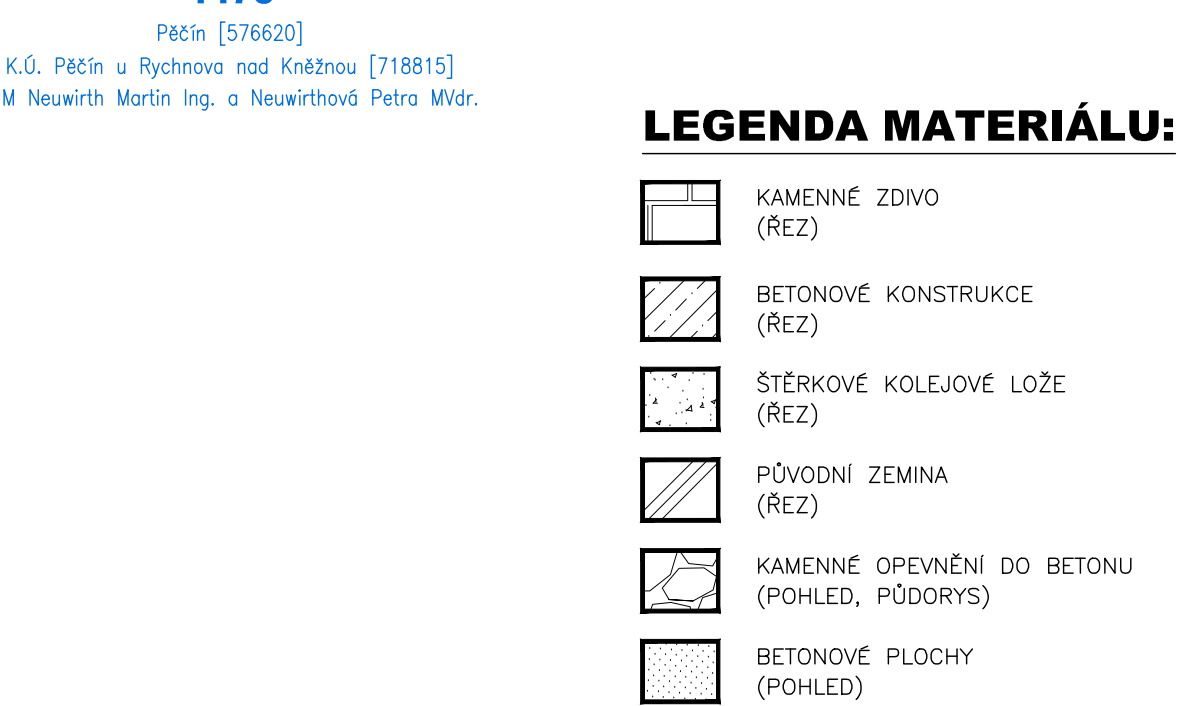 Pěčín [576620]
K.Ú. Pěčín u Rychnova nad Kněžnou [718815]
M Neuwirth Martin Ing. a Neuwirthová Petra MVdr.
LEGENDA MATERIÁLU:
KAMENNÉ ZDIVO
(ŘEZ)
BETONOVÉ KONSTRUKCE
(ŘEZ)
ŠTĚRKOVÉ KOLEJOVÉ LOŽE
(ŘEZ)
PŮVODNÍ ZEMINA
(ŘEZ)
KAMENNÉ OPEVNĚNÍ DO BETONU
(POHLED, PŮDORYS)
BETONOVÉ PLOCHY
(POHLED)